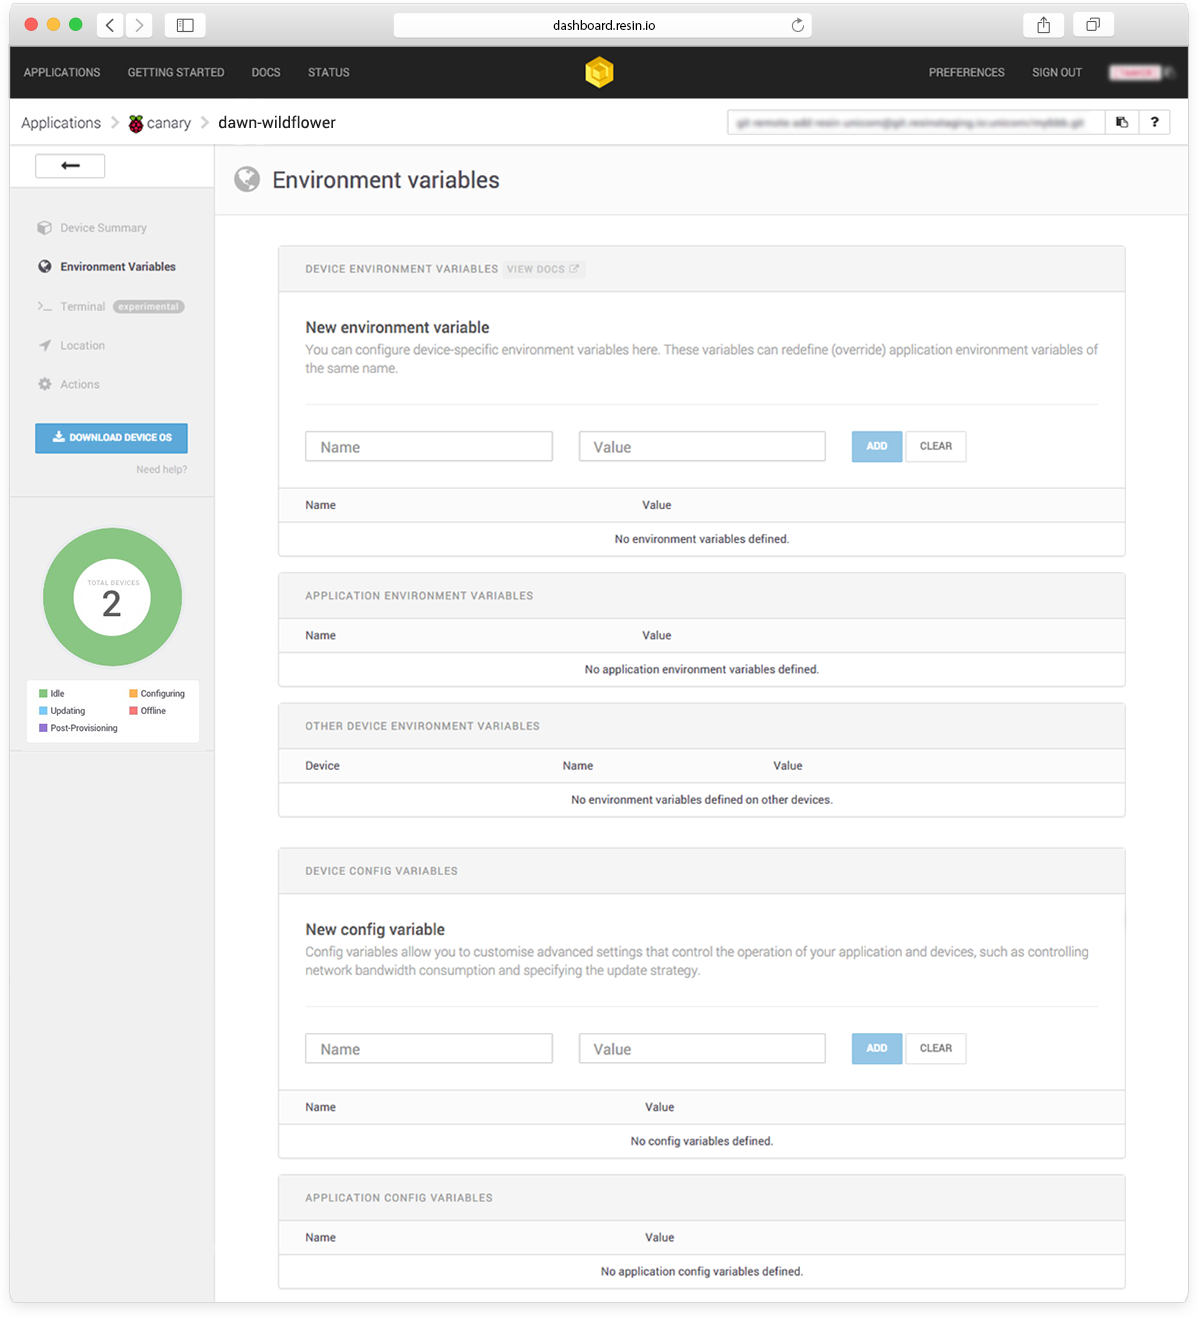 dashboard.resin.io
APPLICATIONS GETTING STARTED DOCS STATUS PREFERENCES SIGN OUT
Applications canary dawn-wildflower ?
Environment variables
Device Summary
Environment Variables
Terminal experimental
Location
Actions
DOWNLOAD DEVICE OS
Need help?
TOTAL DEVICES
2
Idle Configuring
Updating Offline
Post-Provisioning
DEVICE ENVIRONMENT VARIABLES VIEW DOCS
New environment variable
You can configure device-specific environment variables here. These variables can redefine (override) application environment variables of
the same name.
Name Value ADD CLEAR
Name Value
No environment variables defined.
APPLICATION ENVIRONMENT VARIABLES
Name Value
No application environment variables defined.
OTHER DEVICE ENVIRONMENT VARIABLES
Device Name Value
No environment variables defined on other devices.
DEVICE CONFIG VARIABLES
New config variable
Config variables allow you to customise advanced settings that control the operation of your application and devices, such as controlling
network bandwidth consumption and specifying the update strategy.
Name Value ADD CLEAR
Name Value
No config variables defined.
APPLICATION CONFIG VARIABLES
Name Value
No application config variables defined.